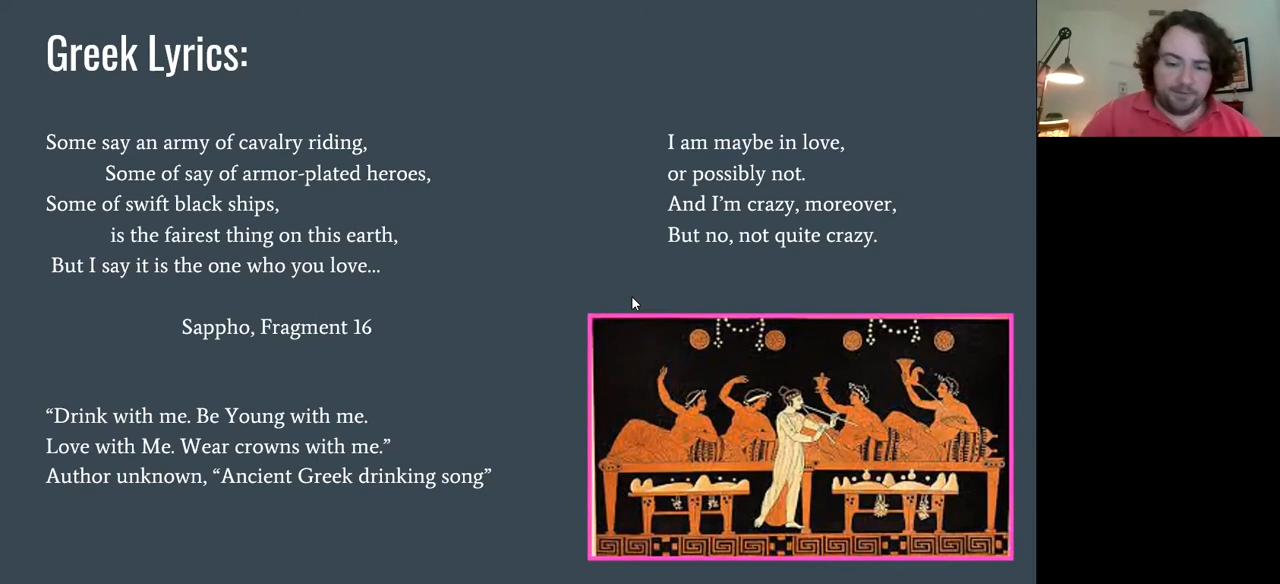 Greek Lyrics:
Some say an army of cavalry riding,
Some of say of armor-plated heroes,
Some of swift black ships,
is the fairest thing on this earth,
But I say it is the one who you love...
Sappho, Fragment 16
“Drink with me. Be Young with me.
Love with Me. Wear crowns with me.”
Author unknown, “Ancient Greek drinking song”
I am maybe in love,
or possibly not.
And I’m crazy, moreover,
But no, not quite crazy.